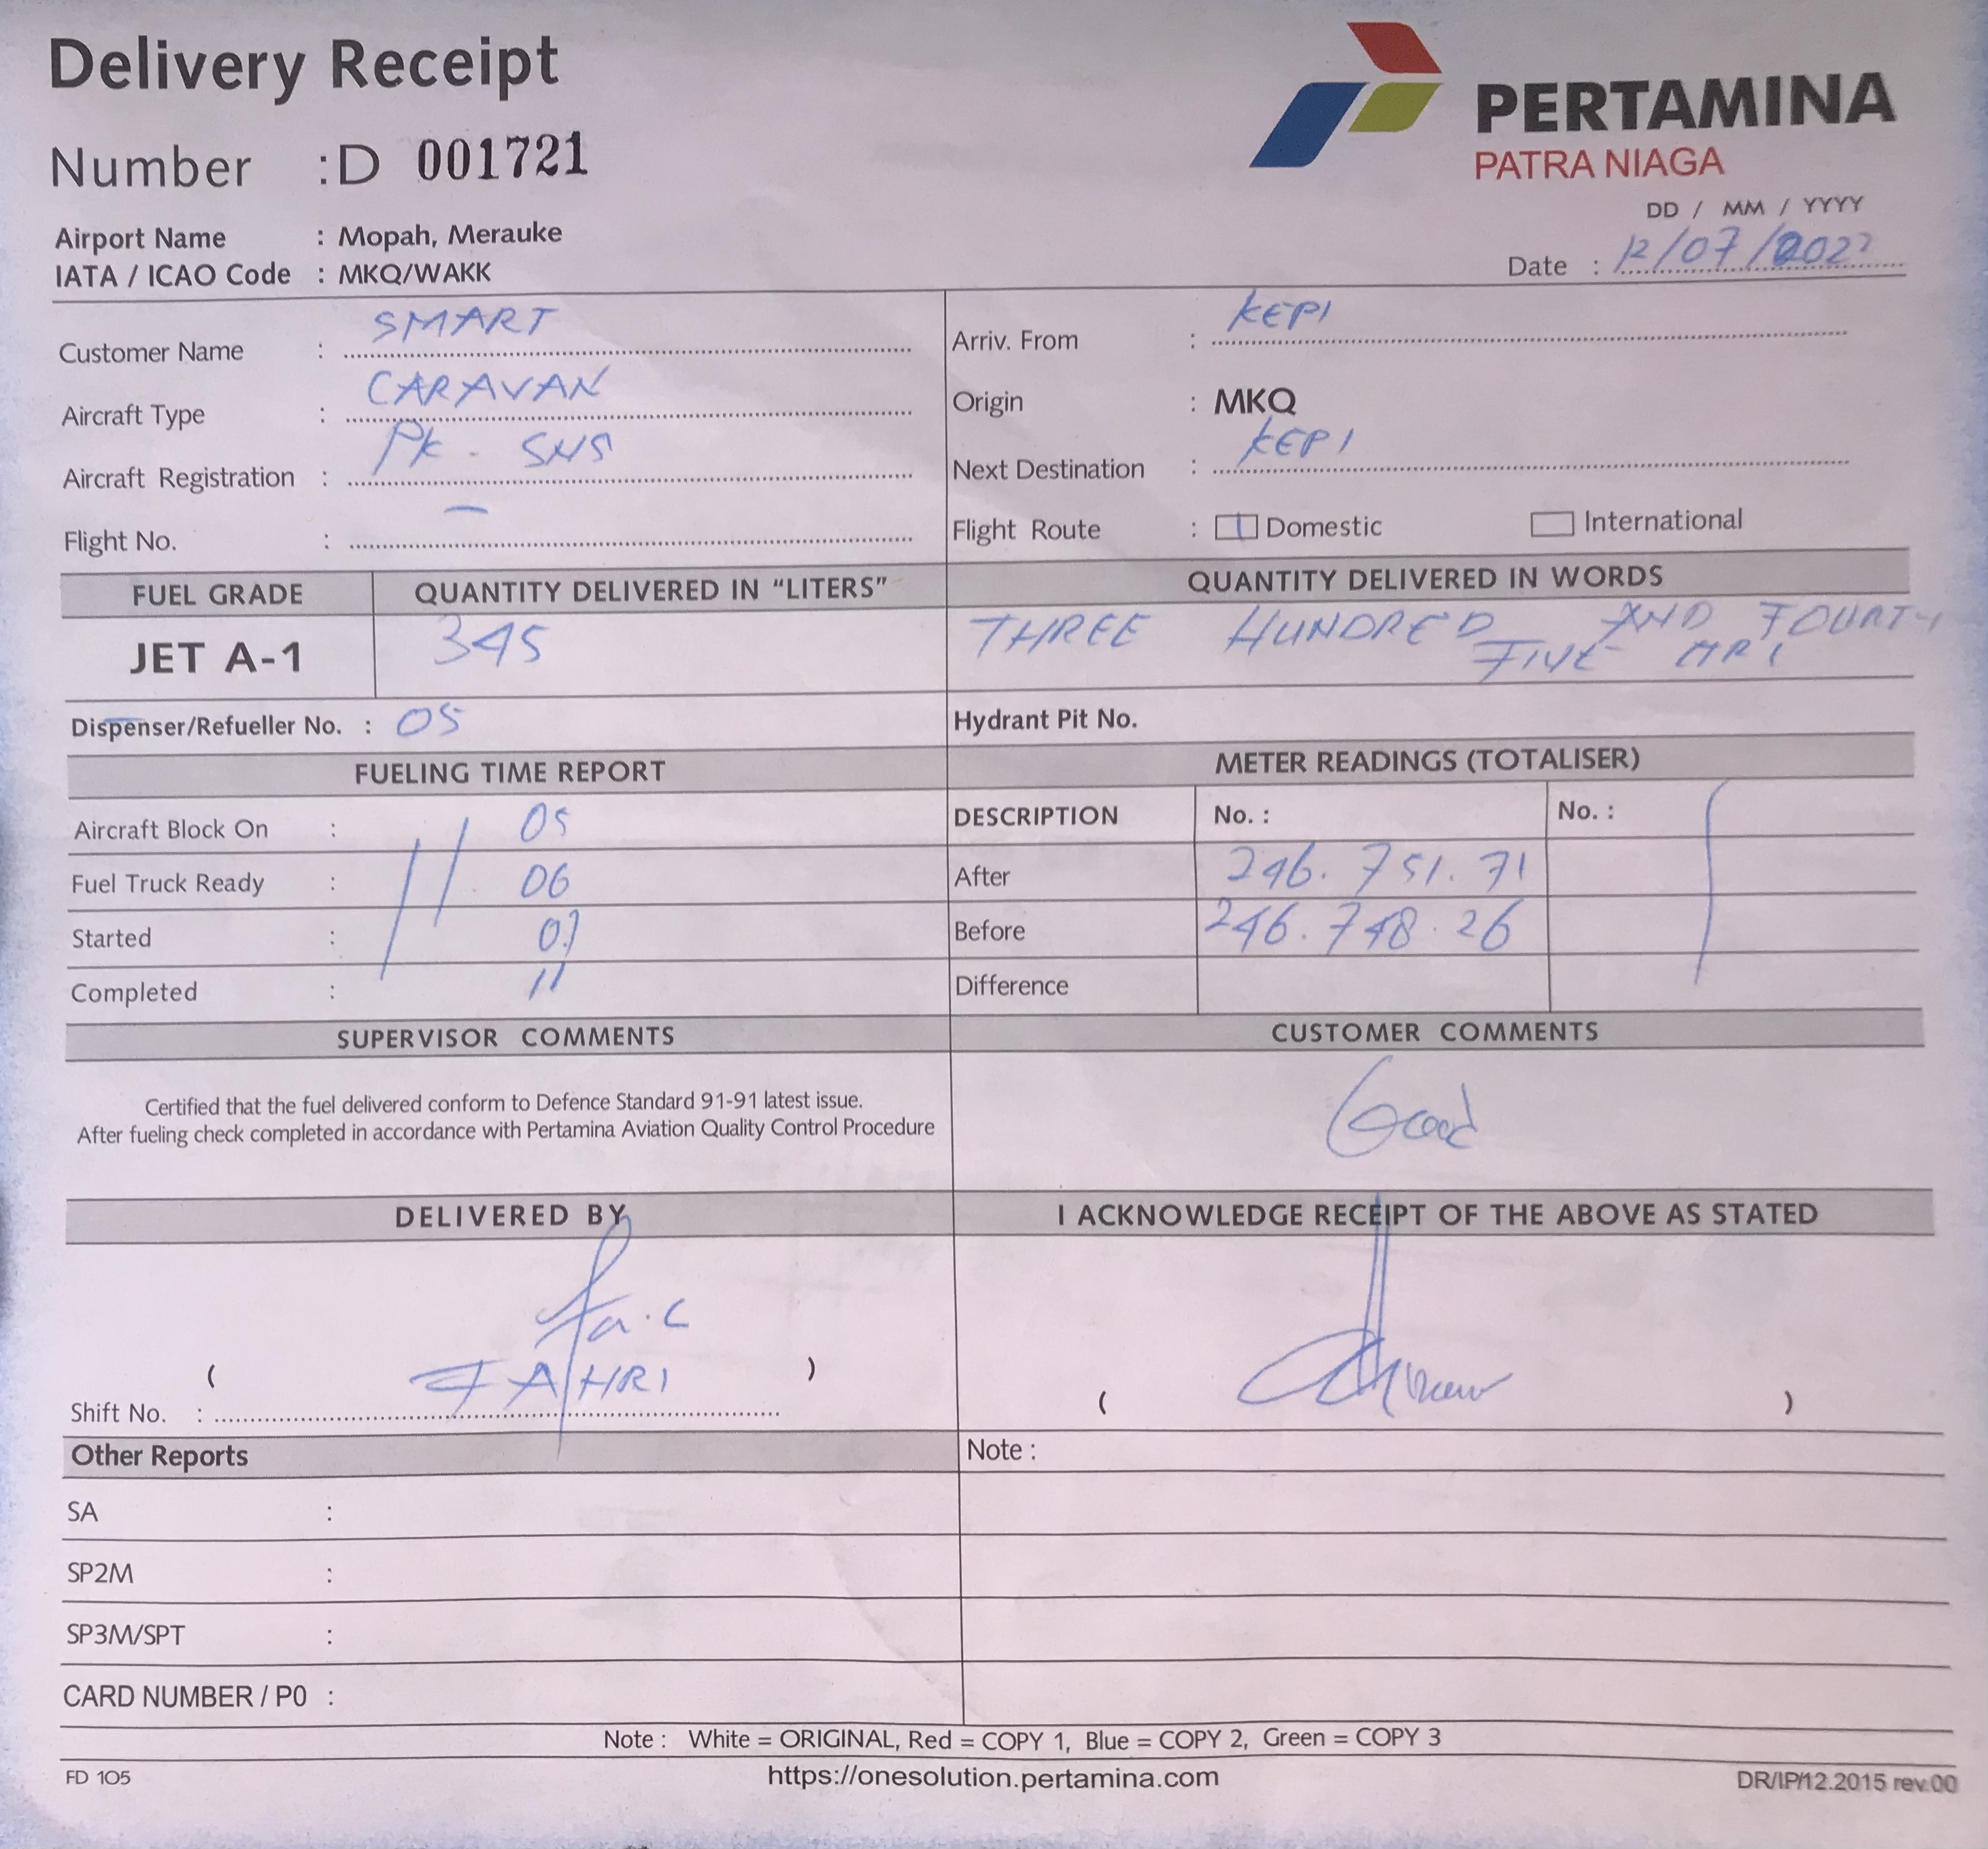 Delivery Receipt
Number : D 001721
PERTAMINA
PATRA NIAGA
Airport Name : Mopah, Merauke
IATA / ICAO Code : MKQ/WAKK
DD / MM / YYYY
Date : 12/07/2022
Customer Name : SMART
Aircraft Type : CARAVAN
Aircraft Registration : PK - SNS
Flight No. : —
Arriv. From : KEPI
Origin : MKQ
Next Destination : KEPI
Flight Route : Domestic International
FUEL GRADE QUANTITY DELIVERED IN “LITERS” QUANTITY DELIVERED IN WORDS
JET A-1 345 THREE HUNDRED AND FOURTY
FIVE
Dispenser/Refueller No. : 05 Hydrant Pit No.
FUELING TIME REPORT
Aircraft Block On : 05
Fuel Truck Ready : 06
Started : 07
Completed : 11
METER READINGS (TOTALISER)
DESCRIPTION No. : No. :
After 246.751.71
Before 246.748.26
Difference
SUPERVISOR COMMENTS
Certified that the fuel delivered conform to Defence Standard 91-91 latest issue.
After fueling check completed in accordance with Pertamina Aviation Quality Control Procedure
CUSTOMER COMMENTS
Good
DELIVERED BY
( FAHRI )
Shift No. :
I ACKNOWLEDGE RECEIPT OF THE ABOVE AS STATED
( )
Other Reports
SA :
SP2M :
SP3M/SPT :
CARD NUMBER / P0 :
Note :
Note : White = ORIGINAL, Red = COPY 1, Blue = COPY 2, Green = COPY 3
FD 105
https://onesolution.pertamina.com
DR/IP/12.2015 rev.00